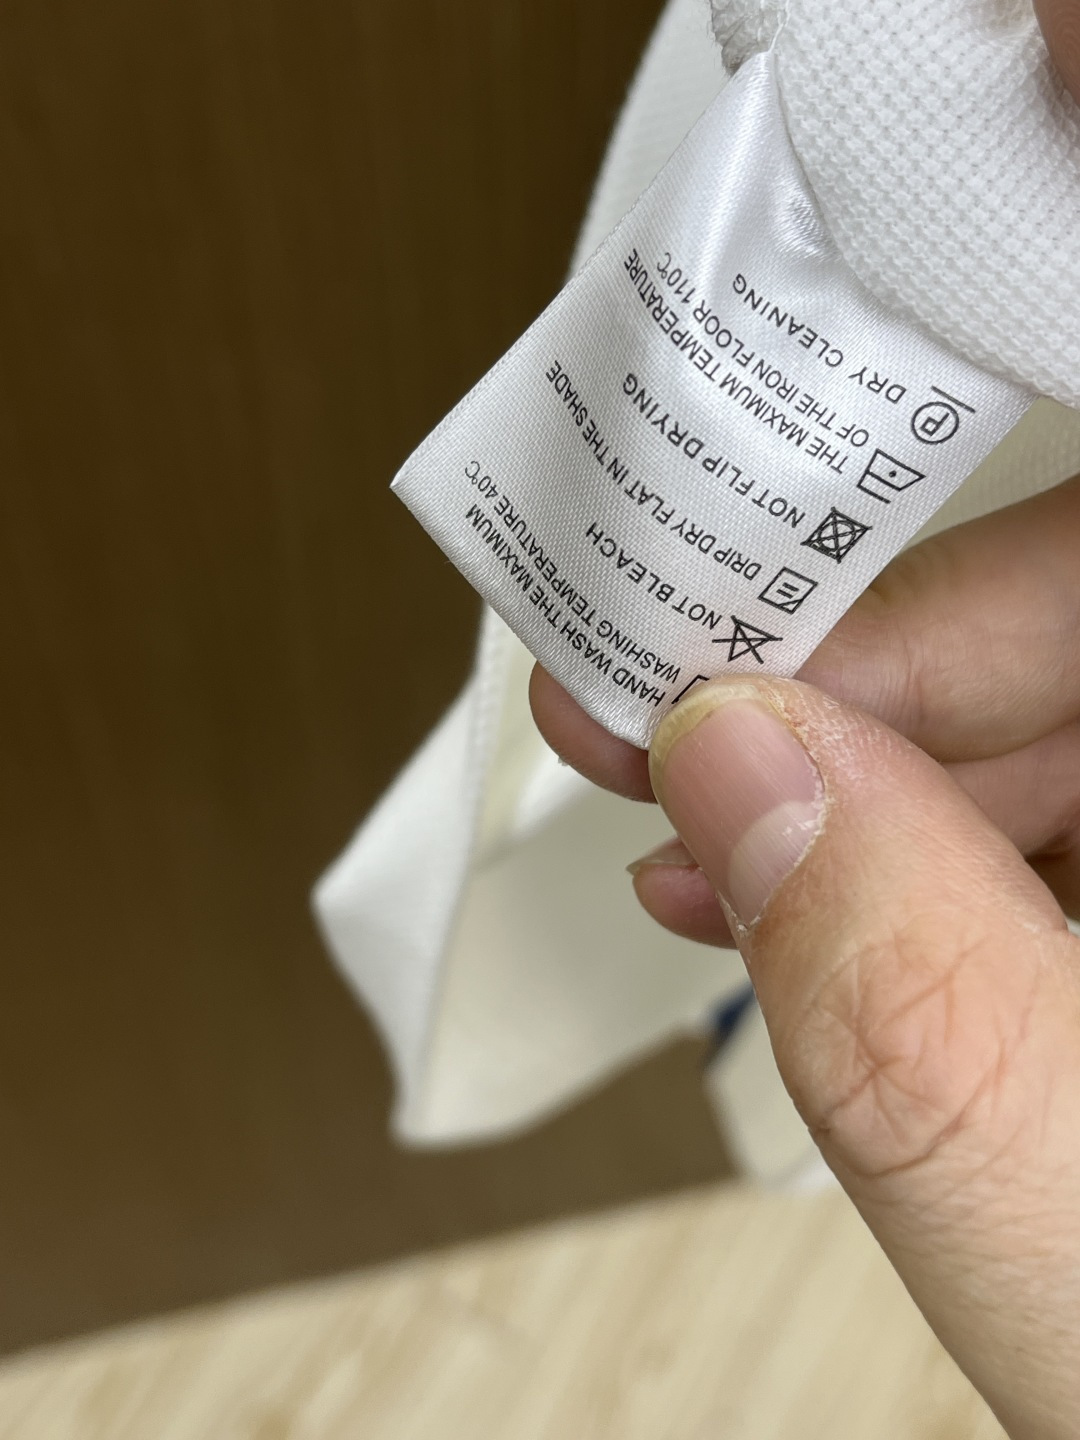 HAND WASH THE MAXIMUM
WASHING TEMPERATURE 40℃
NOT BLEACH
DRIP DRY FLAT IN THE SHADE
NOT FLIP DRYING
THE MAXIMUM TEMPERATURE
OF THE IRON FLOOR 110℃
P DRY CLEANING